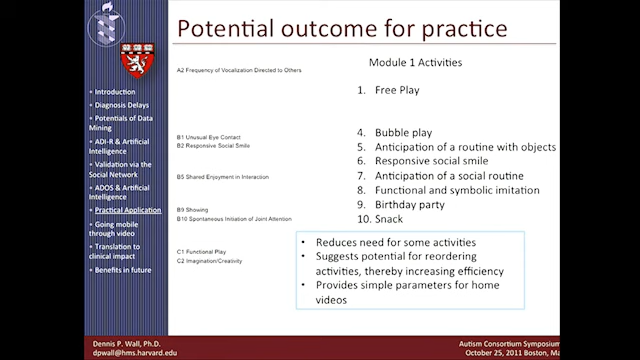 Potential outcome for practice
Introduction
Diagnosis Delays
Potentials of Data
Mining
ADI-R & Artificial
Intelligence
Validation via the
Social Network
ADOS & Artificial
Intelligence
Practical Application
Going mobile
through video
Translation to
clinical impact
Benefits in future
A2 Frequency of Vocalization Directed to Others
B1 Unusual Eye Contact
B2 Responsive Social Smile
B5 Shared Enjoyment in Interaction
B9 Showing
B10 Spontaneous Initiation of Joint Attention
C1 Functional Play
C2 Imagination/Creativity
Module 1 Activities
1. Free Play
4. Bubble play
5. Anticipation of a routine with objects
6. Responsive social smile
7. Anticipation of a social routine
8. Functional and symbolic imitation
9. Birthday party
10. Snack
• Reduces need for some activities
• Suggests potential for reordering
activities, thereby increasing efficiency
• Provides simple parameters for home
videos
Dennis P. Wall, Ph.D.
dpwall@hms.harvard.edu
Autism Consortium Symposium
October 25, 2011 Boston, Ma